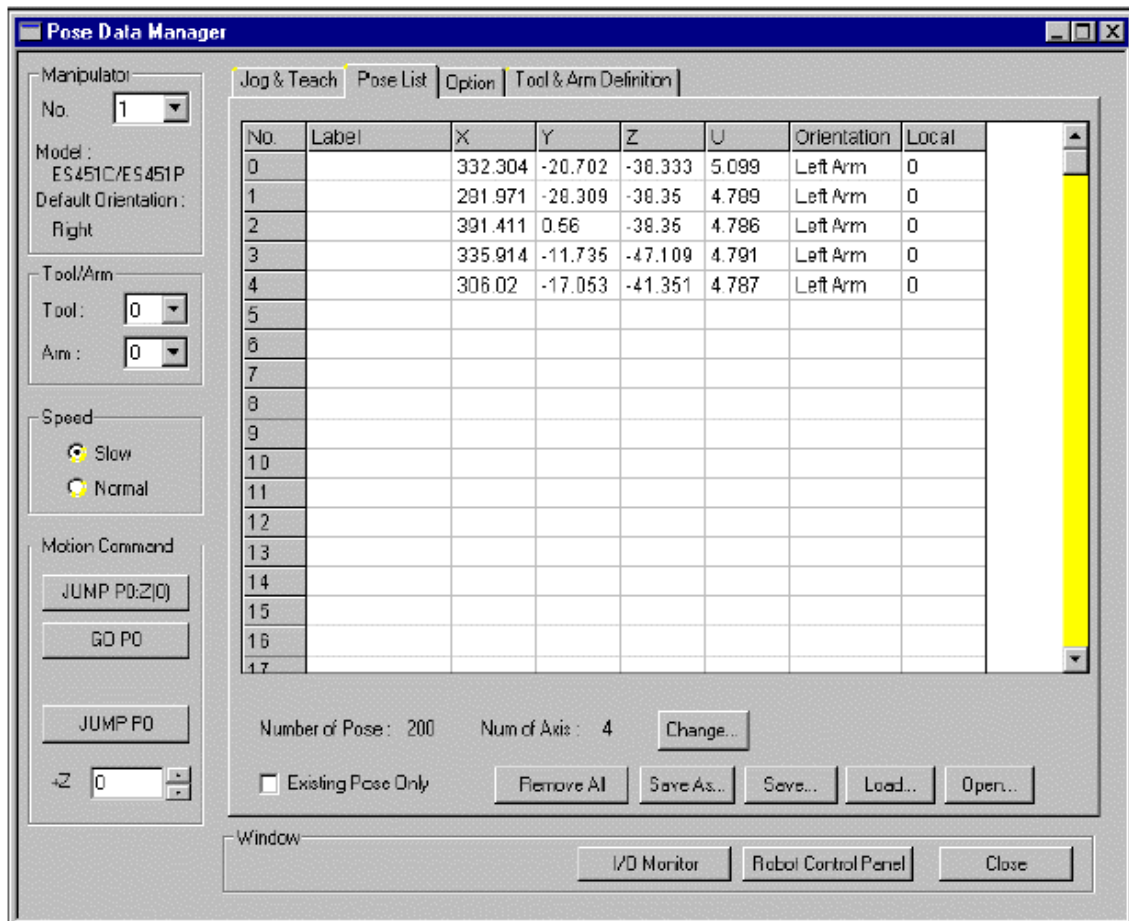 Pose Data Manager
Manipulator
No. 1
Model :
ES451C/ES451P
Default Orientation :
Right
Tool/Arm
Tool : 0
Arm : 0
Speed
Slow
Normal
Motion Command
JUMP P0:Z(0)
GO P0
JUMP P0
+Z 0
Jog & Teach Pose List Option Tool & Arm Definition
No. Label X Y Z U Orientation Local
0 332.304 -20.702 -38.333 5.099 Left Arm 0
1 281.971 -28.309 -38.35 4.789 Left Arm 0
2 391.411 0.56 -38.35 4.786 Left Arm 0
3 335.914 -11.735 -47.109 4.791 Left Arm 0
4 306.02 -17.053 -41.351 4.787 Left Arm 0
5
6
7
8
9
10
11
12
13
14
15
16
17
Number of Pose : 200 Num of Axis : 4 Change...
Existing Pose Only Remove All Save As... Save... Load... Open...
Window
I/O Monitor Robot Control Panel Close